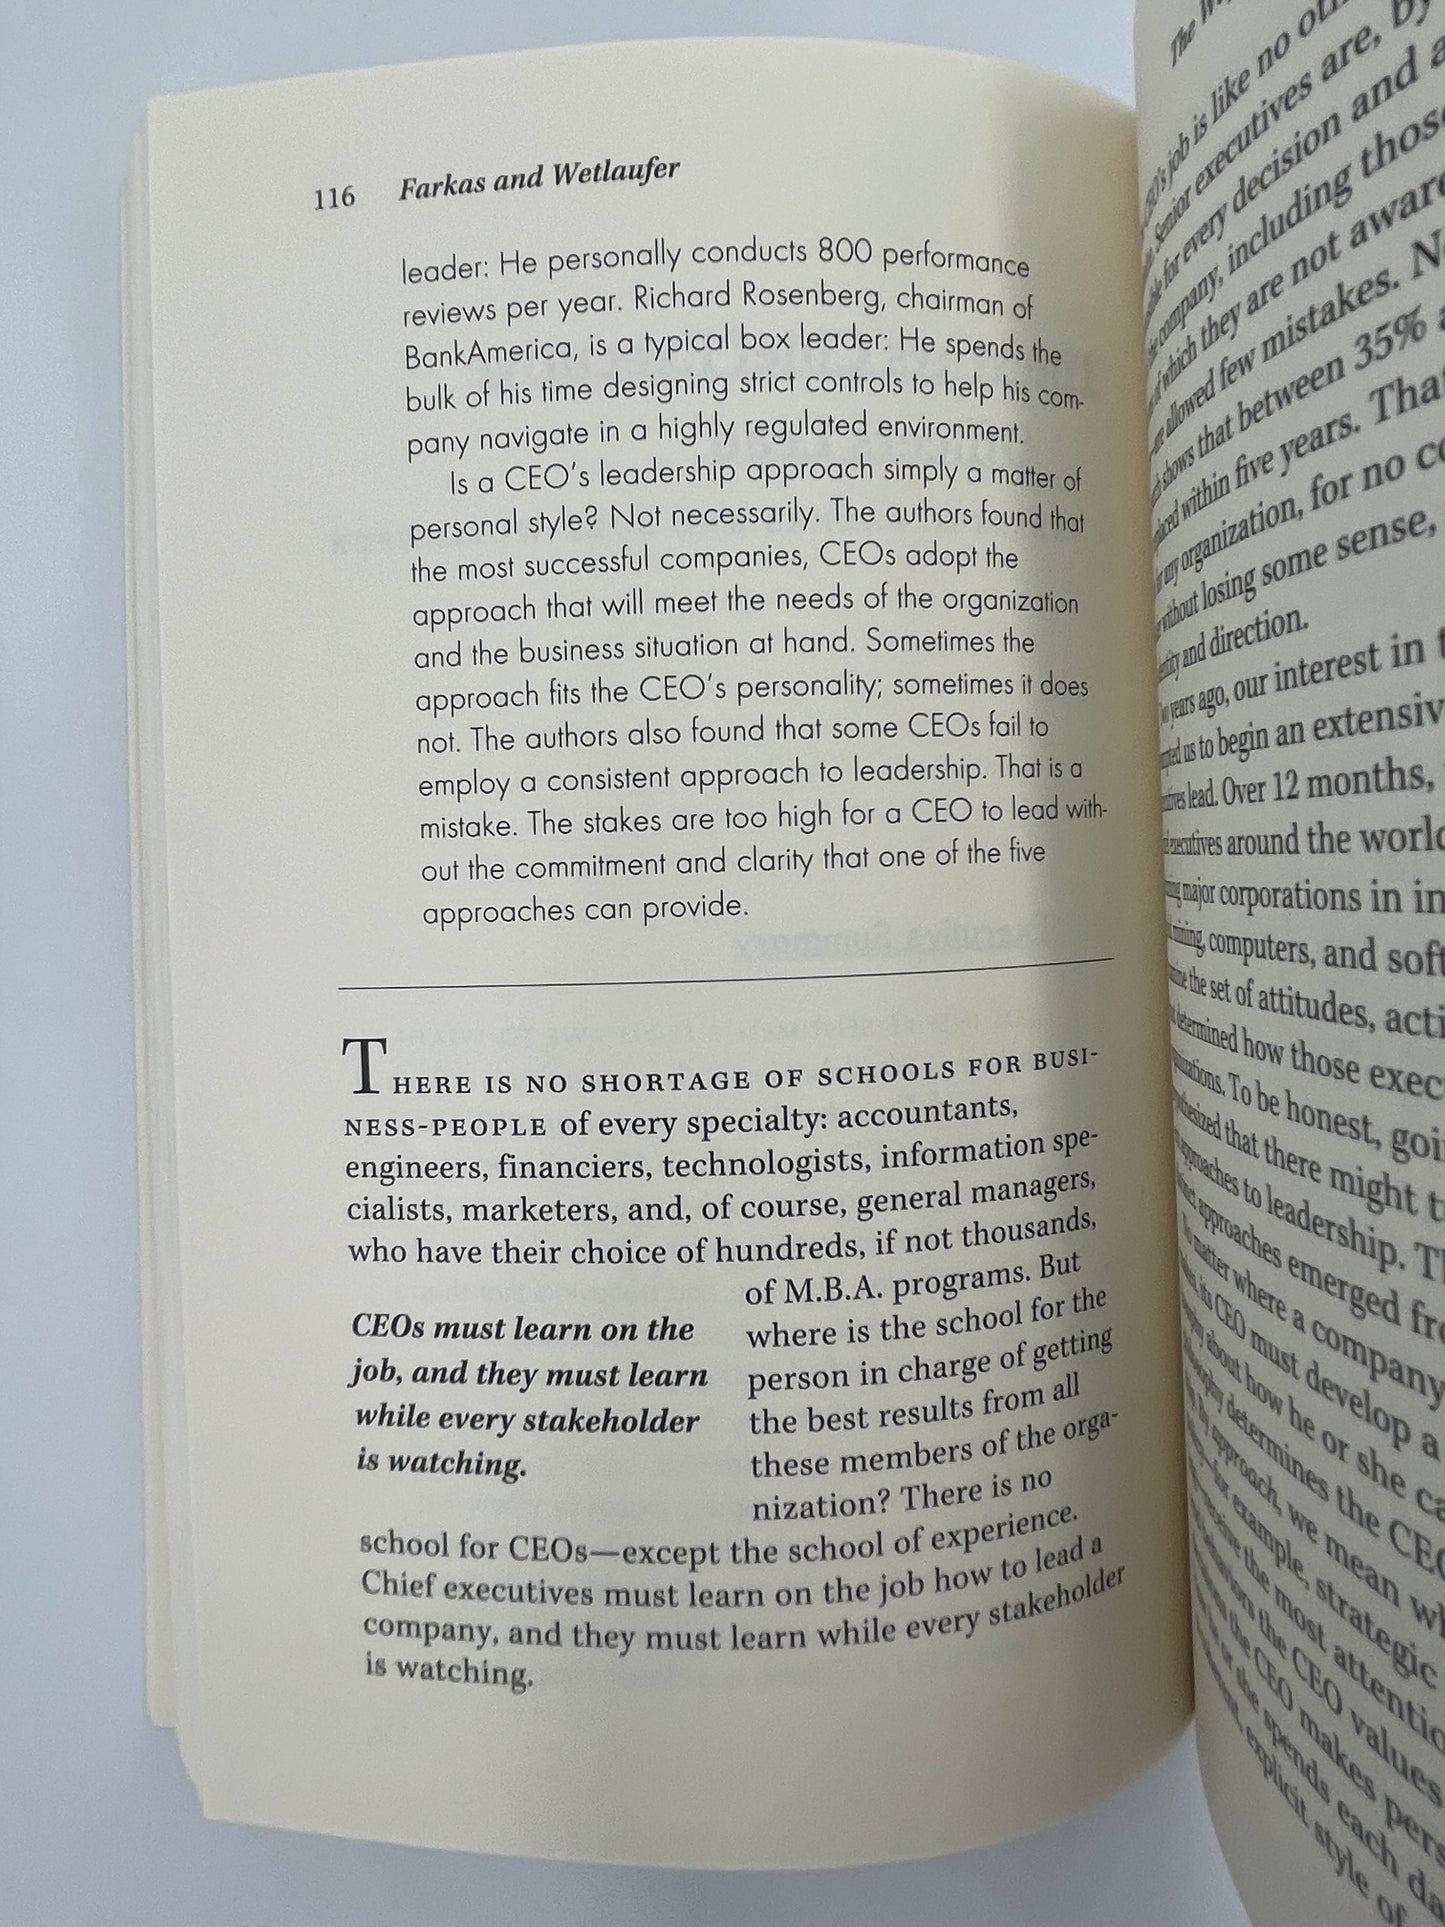 116 Farkas and Wetlaufer
leader: He personally conducts 800 performance
reviews per year. Richard Rosenberg, chairman of
BankAmerica, is a typical box leader: He spends the
bulk of his time designing strict controls to help his com-
pany navigate in a highly regulated environment.
Is a CEO's leadership approach simply a matter of
personal style? Not necessarily. The authors found that
the most successful companies, CEOs adopt the
approach that will meet the needs of the organization
and the business situation at hand. Sometimes the
approach fits the CEO's personality; sometimes it does
not. The authors also found that some CEOs fail to
employ a consistent approach to leadership. That is a
mistake. The stakes are too high for a CEO to lead with-
out the commitment and clarity that one of the five
approaches can provide.
THERE IS NO SHORTAGE OF SCHOOLS FOR BUSI-
NESS-PEOPLE of every specialty: accountants,
engineers, financiers, technologists, information spe-
cialists, marketers, and, of course, general managers,
who have their choice of hundreds, if not thousands,
of M.B.A. programs. But
where is the school for the
person in charge of getting
the best results from all
these members of the orga-
nization? There is no
CEOs must learn on the
job, and they must learn
while every stakeholder
is watching.
school for CEOs—except the school of experience.
Chief executives must learn on the job how to lead a
company, and they must learn while every stakeholder
is watching.
The
job is like no
Senior executives are, by
for every decision and a
company, including those
of which they are not aware
are allowed few mistakes.
shows that between 35%
within five years. That
any organization, for no
without losing some sense,
and direction.
years ago, our interest in
us to begin an
lead. Over 12 months,
executives around the
major corporations in
mining, computers, and
the set of attitudes,
determined how those
To be honest,
that there might
approaches to leadership.
approaches emerged
matter where a company
its CEO must develop a
about how he or she
determines the
approach, we mean
for example, strategic
the most
the CEO values
the CEO makes
or she spends each
explicit style of